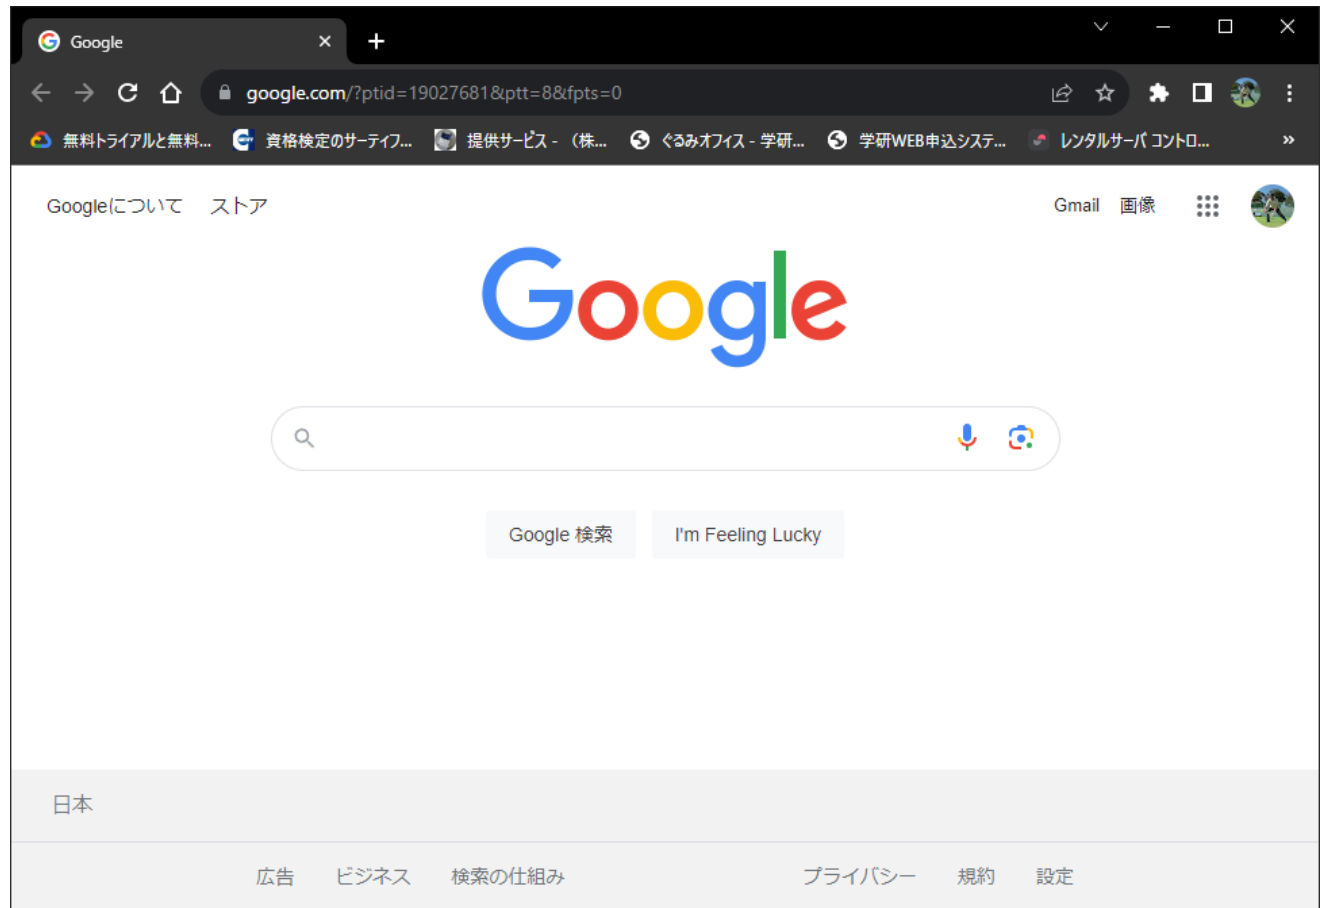 Google
google.com/?ptid=19027681&ptt=8&fpts=0
無料トライアルと無料... 資格検定のサーティフ... 提供サービス - （株... ぐるみオフィス - 学研... 学研WEB申込システ... レンタルサーバ コントロ...
Googleについて ストア Gmail 画像
Google
Google 検索 I'm Feeling Lucky
日本
広告 ビジネス 検索の仕組み プライバシー 規約 設定